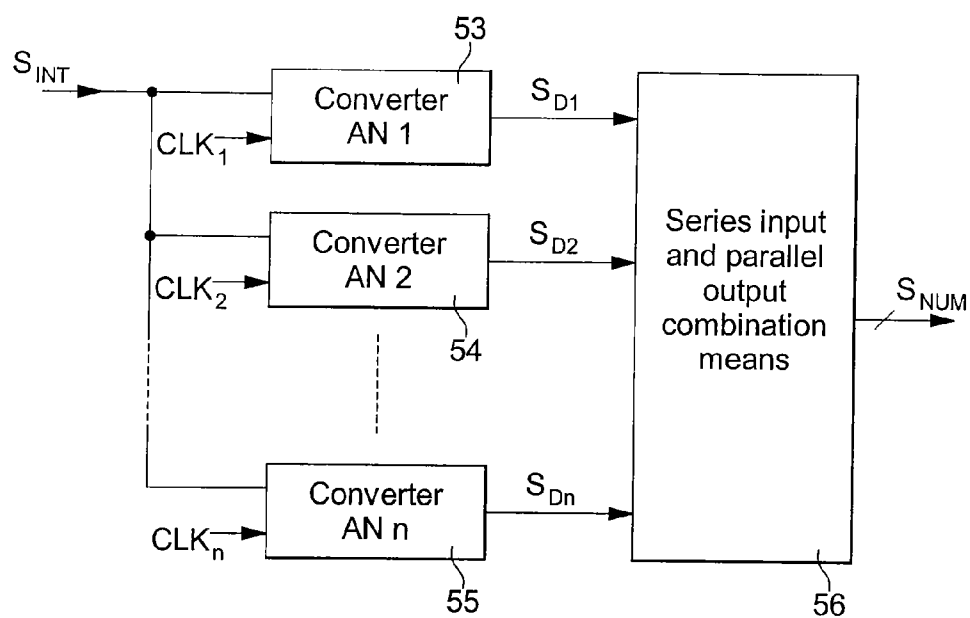 53
S_INT
Converter
AN 1
S_D1
CLK_1
Converter
AN 2
S_D2
CLK_2
54
Series input
and parallel
output
combination
means
S_NUM
Converter
AN n
S_Dn
CLK_n
55
56